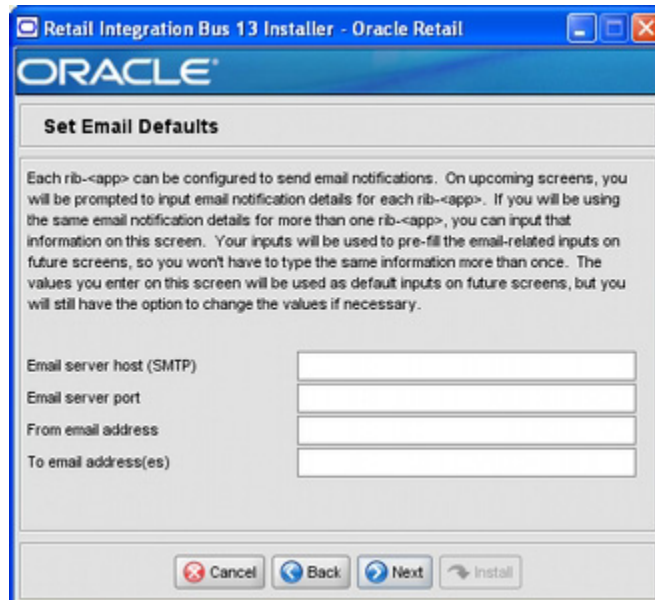 Retail Integration Bus 13 Installer - Oracle Retail
ORACLE
Set Email Defaults
Each rib-<app> can be configured to send email notifications. On upcoming screens, you
will be prompted to input email notification details for each rib-<app>. If you will be using
the same email notification details for more than one rib-<app>, you can input that
information on this screen. Your inputs will be used to pre-fill the email-related inputs on
future screens, so you won't have to type the same information more than once. The
values you enter on this screen will be used as default inputs on future screens, but you
will still have the option to change the values if necessary.
Email server host (SMTP)
Email server port
From email address
To email address(es)
Cancel Back Next Install